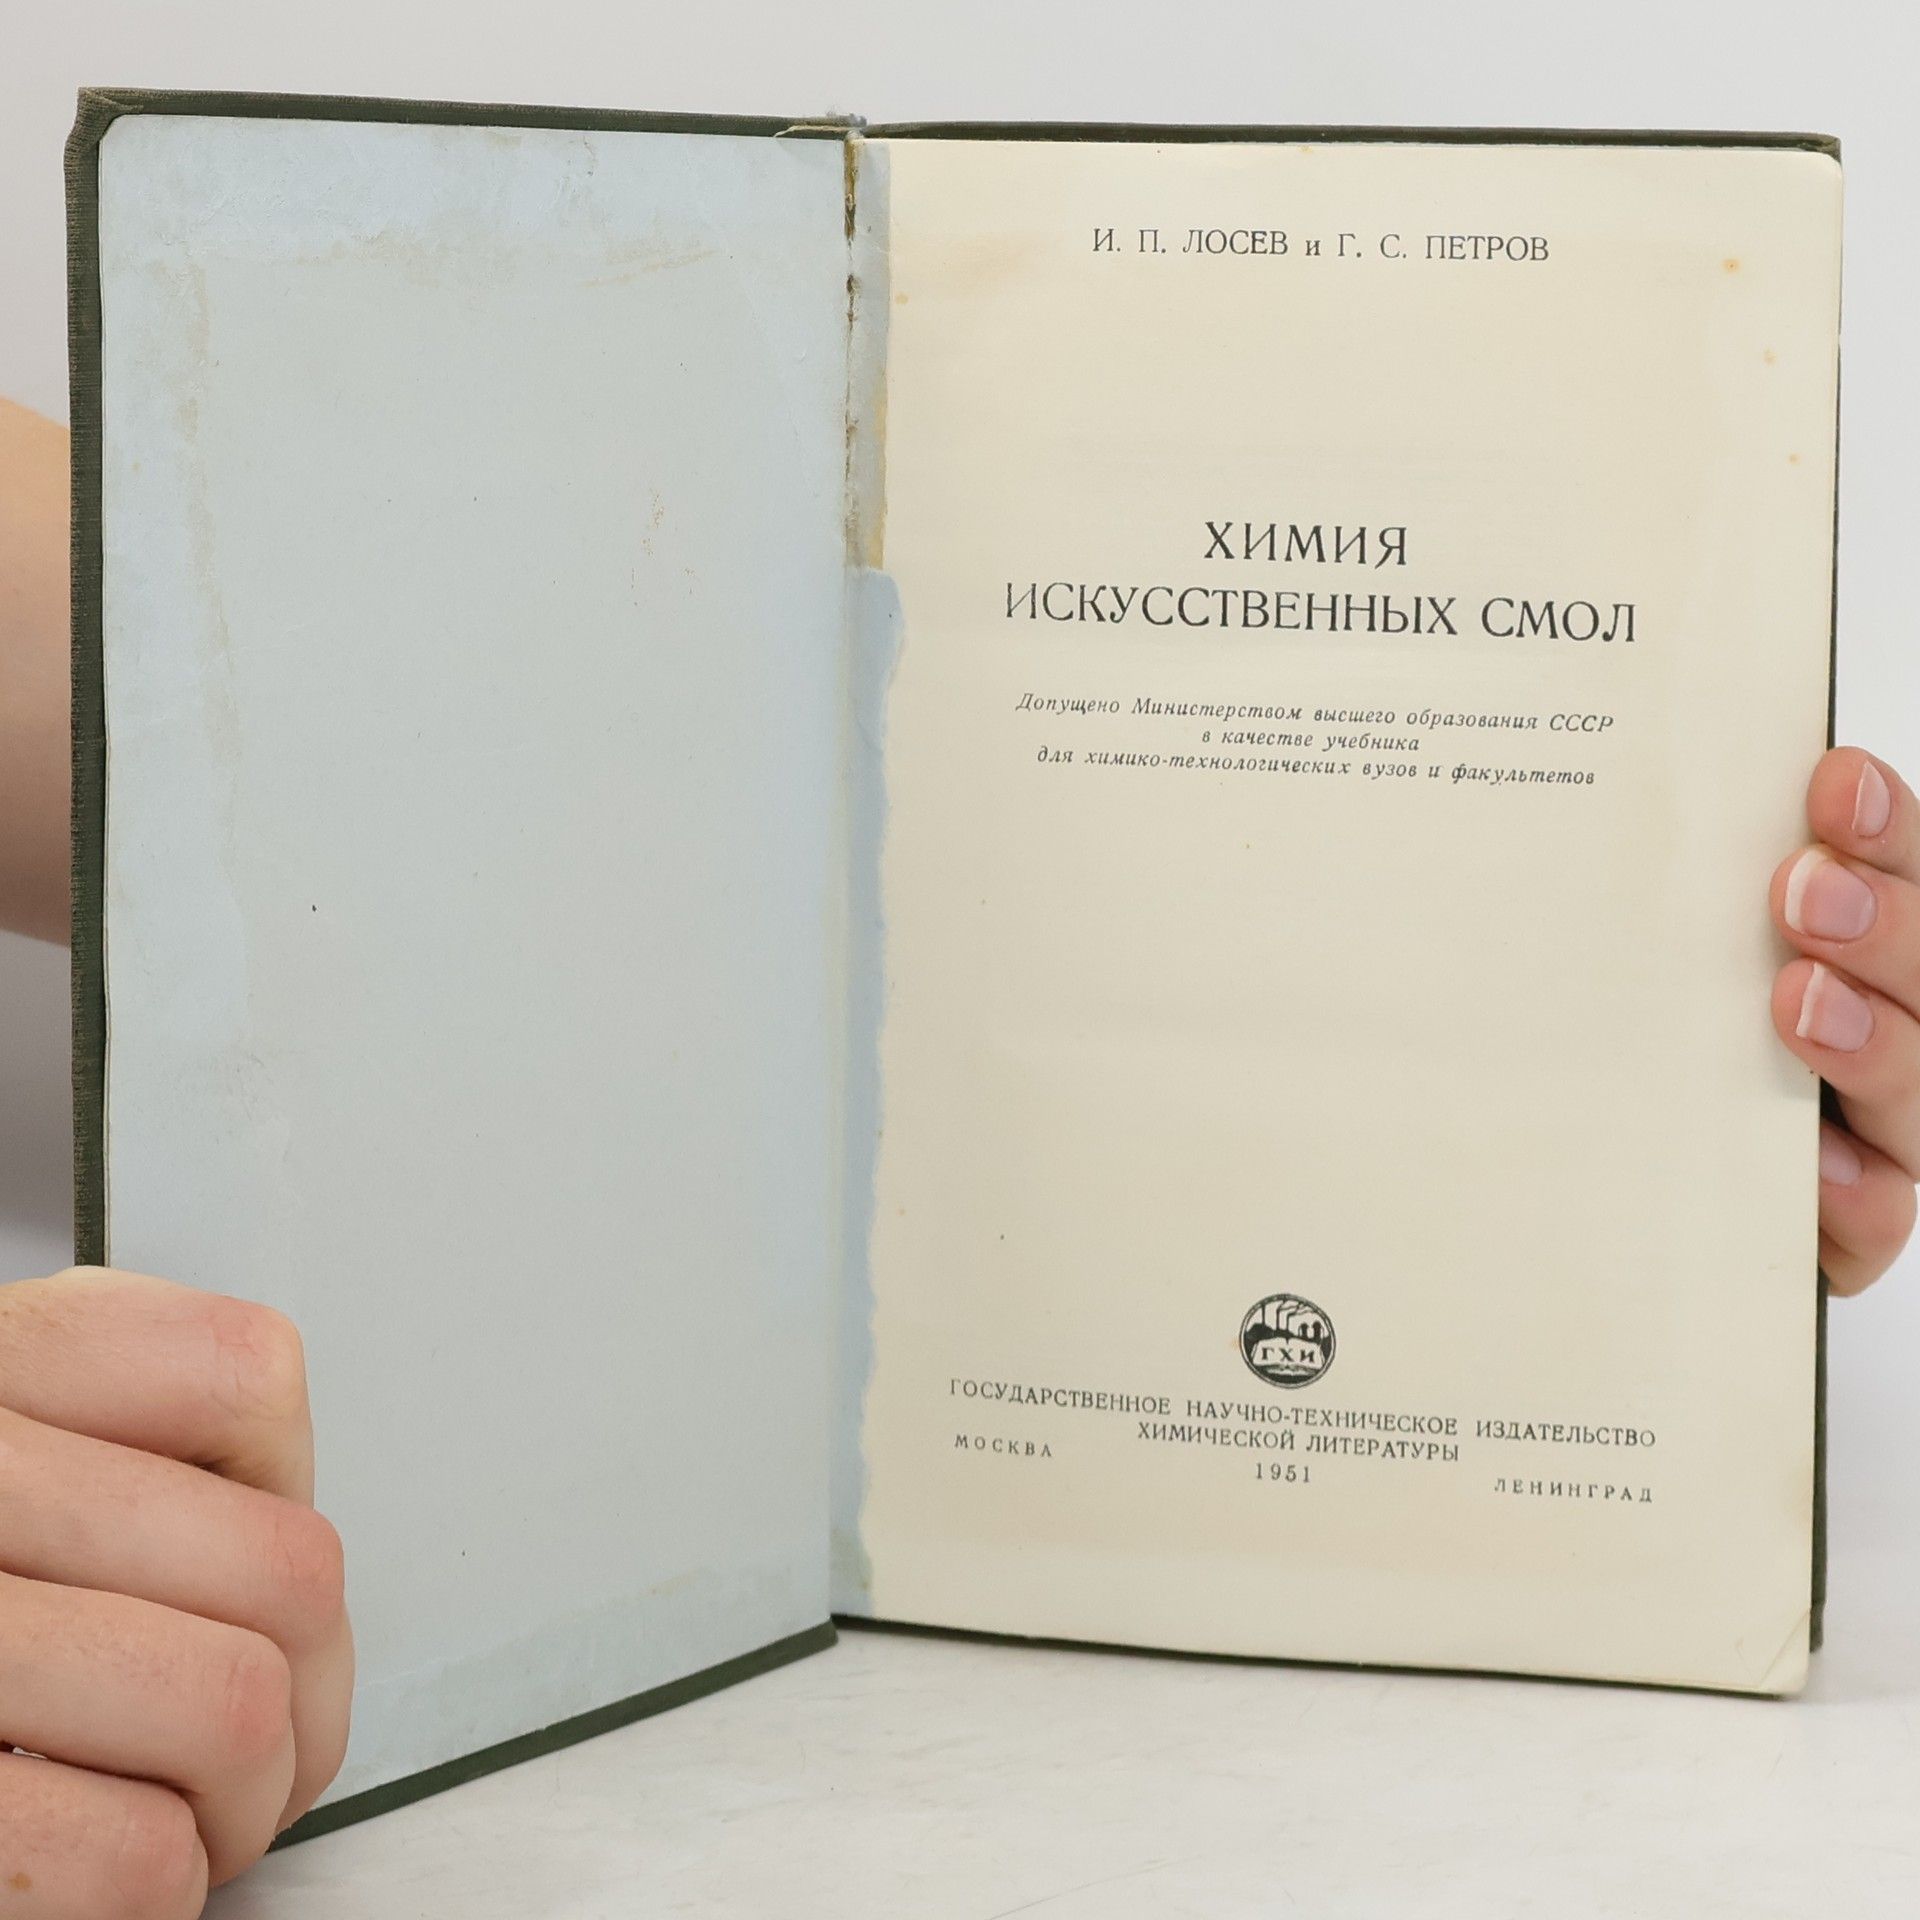 И. П. ЛОСЕВ и Г. С. ПЕТРОВ
ХИМИЯ
ИСКУССТВЕННЫХ СМОЛ
Допущено Министерством высшего образования СССР
в качестве учебника
для химико-технологических вузов и факультетов
ГХИ
ГОСУДАРСТВЕННОЕ НАУЧНО-ТЕХНИЧЕСКОЕ ИЗДАТЕЛЬСТВО
ХИМИЧЕСКОЙ ЛИТЕРАТУРЫ
МОСКВА 1951 ЛЕНИНГРАД